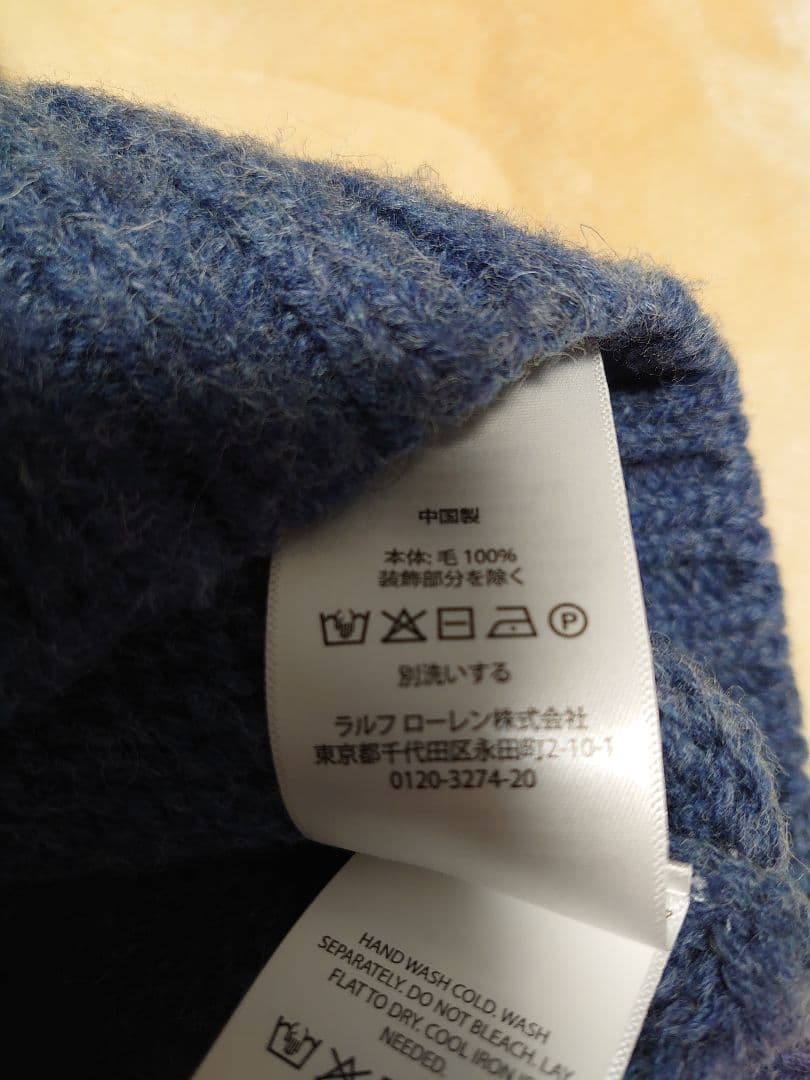 中国製
本体: 毛 100%
装飾部分を除く
P
別洗いする
ラルフ ローレン株式会社
東京都千代田区永田町2-10-1
0120-3274-20
HAND WASH COLD. WASH
SEPARATELY. DO NOT BLEACH. LAY
FLAT TO DRY. COOL IRON
NEEDED.